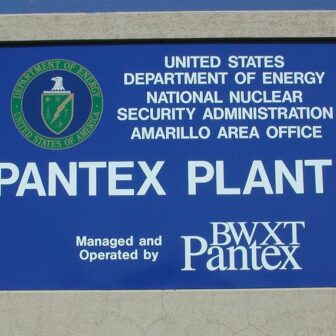 UNITED STATES
DEPARTMENT OF ENERGY
NATIONAL NUCLEAR
SECURITY ADMINISTRATION
AMARILLO AREA OFFICE
DEPARTMENT OF ENERGY
UNITED STATES OF AMERICA
PANTEX PLANT
Managed and
Operated by
BWXT
Pantex